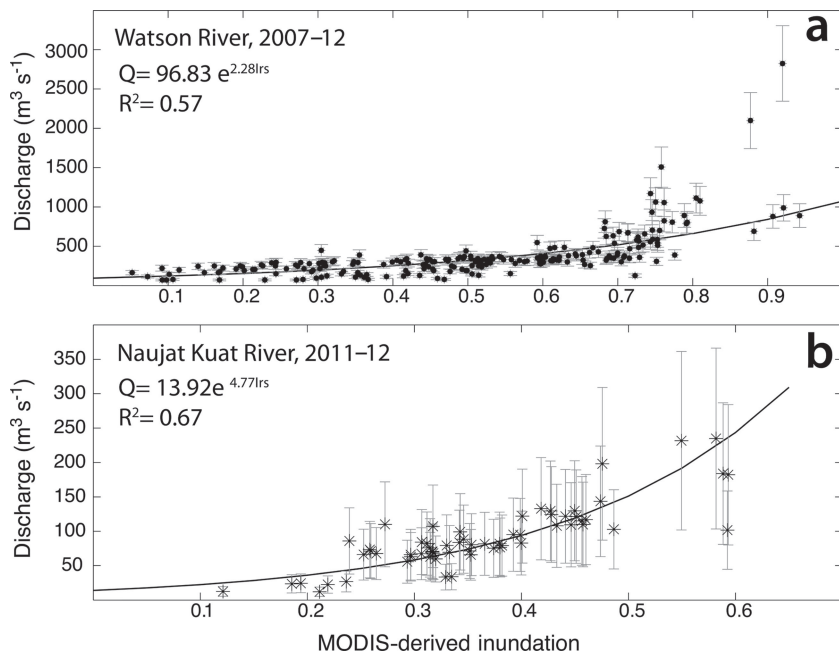 a
Watson River, 2007–12
Q= 96.83 e^2.28Irs
R²= 0.57
Discharge (m³ s⁻¹)
3000
2500
2000
1500
1000
500
0.1 0.2 0.3 0.4 0.5 0.6 0.7 0.8 0.9
b
Naujat Kuat River, 2011–12
Q= 13.92e ^4.77Irs
R²= 0.67
Discharge (m³ s⁻¹)
350
300
250
200
150
100
50
0.1 0.2 0.3 0.4 0.5 0.6
MODIS-derived inundation